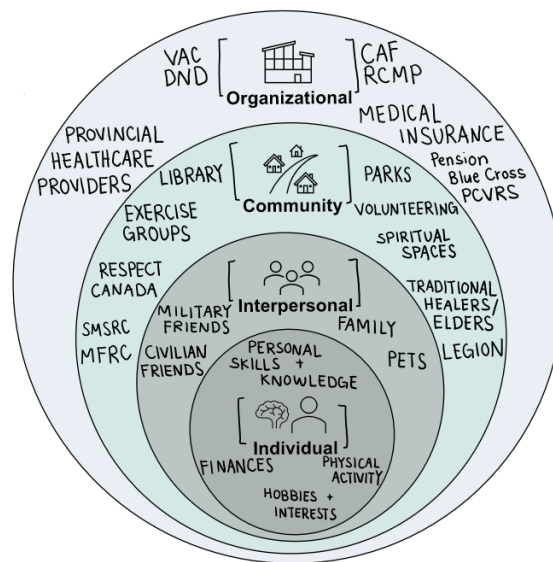 VAC
DND
CAF
RCMP
Organizational
MEDICAL
INSURANCE
PROVINCIAL
HEALTHCARE
PROVIDERS
Pension
Blue Cross
PCVRS
LIBRARY
PARKS
Community
EXERCISE
GROUPS
VOLUNTEERING
SPIRITUAL
SPACES
RESPECT
CANADA
TRADITIONAL
HEALERS/
ELDERS
SMSRC
MFRC
LEGION
Interpersonal
MILITARY
FRIENDS
FAMILY
CIVILIAN
FRIENDS
PETS
PERSONAL
SKILLS +
KNOWLEDGE
Individual
FINANCES
PHYSICAL
ACTIVITY
HOBBIES +
INTERESTS